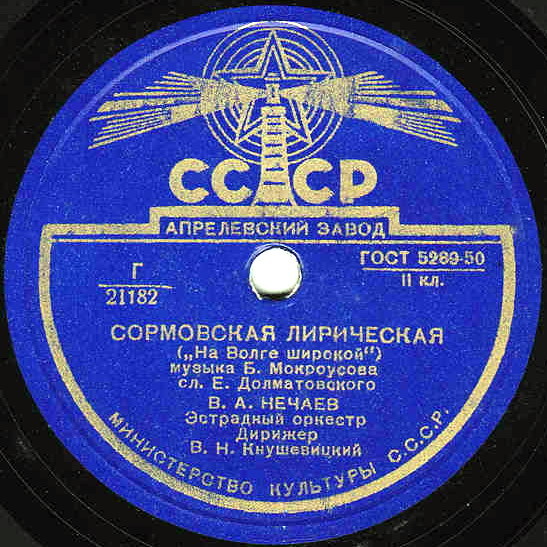 СССР
АПРЕЛЕВСКИЙ ЗАВОД
Г
21182
ГОСТ 5289-50
II кл.
СОРМОВСКАЯ ЛИРИЧЕСКАЯ
(„На Волге широкой")
музыка Б. Мокроусова
сл. Е. Долматовского
В. А. НЕЧАЕВ
Эстрадный оркестр
Дирижер
В. Н. Кнушевицкий
МИНИСТЕРСТВО КУЛЬТУРЫ С.С.С.Р.